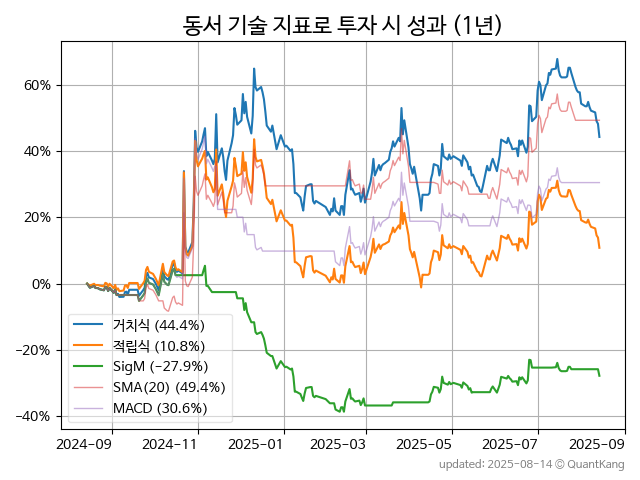 동서 기술 지표로 투자 시 성과 (1년)
60%
40%
20%
0%
−20%
−40%
거치식 (44.4%)
적립식 (10.8%)
SigM (−27.9%)
SMA(20) (49.4%)
MACD (30.6%)
2024-09 2024-11 2025-01 2025-03 2025-05 2025-07 2025-09
updated: 2025-08-14 © QuantKang